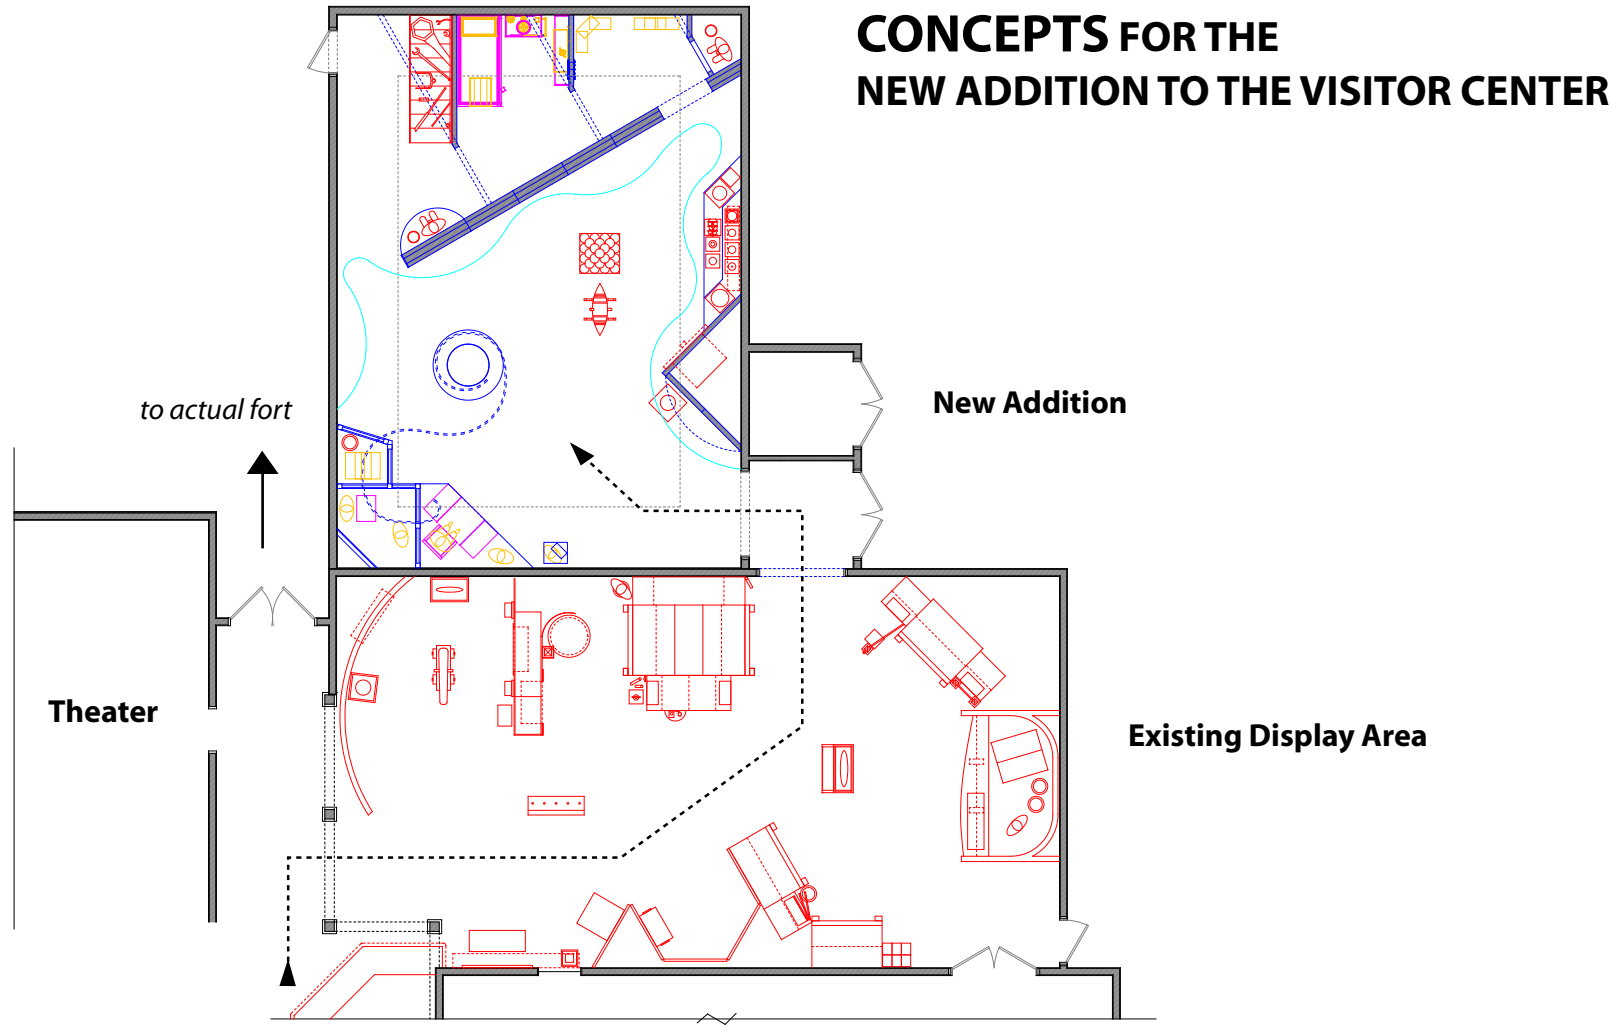 CONCEPTS FOR THE
NEW ADDITION TO THE VISITOR CENTER
to actual fort
New Addition
Theater
Existing Display Area